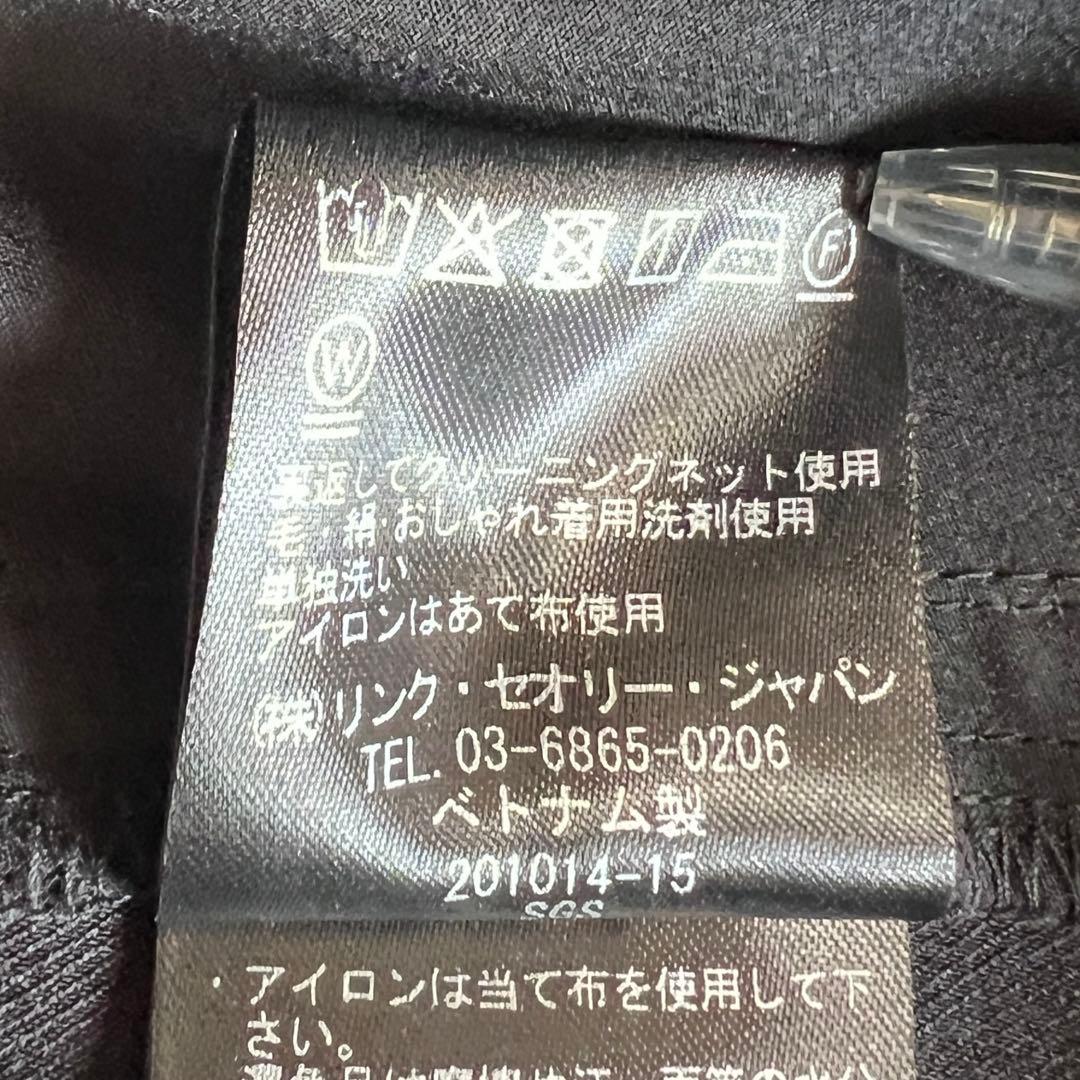 F
W
裏返してクリーニングネット使用
毛・絹・おしゃれ着用洗剤使用
単独洗い
アイロンはあて布使用
(株)リンク・セオリー・ジャパン
TEL. 03-6865-0206
ベトナム製
201014-15
SGS
・アイロンは当て布を使用して下
さい。